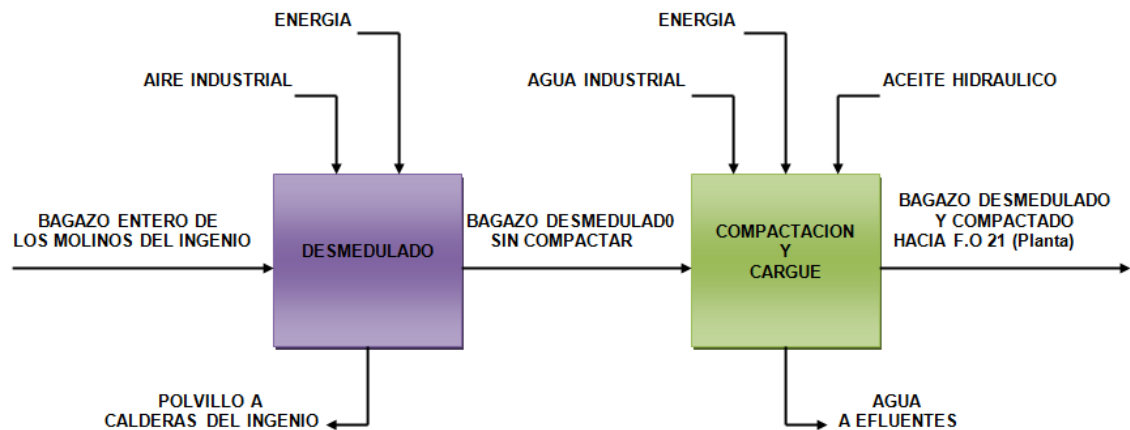 ENERGIA
ENERGIA
AIRE INDUSTRIAL
AGUA INDUSTRIAL
ACEITE HIDRAULICO
BAGAZO ENTERO DE
LOS MOLINOS DEL INGENIO
DESMEDULADO
BAGAZO DESMEDULAD0
SIN COMPACTAR
COMPACTACION
Y
CARGUE
BAGAZO DESMEDULADO
Y COMPACTADO
HACIA F.O 21 (Planta)
POLVILLO A
CALDERAS DEL INGENIO
AGUA
A EFLUENTES